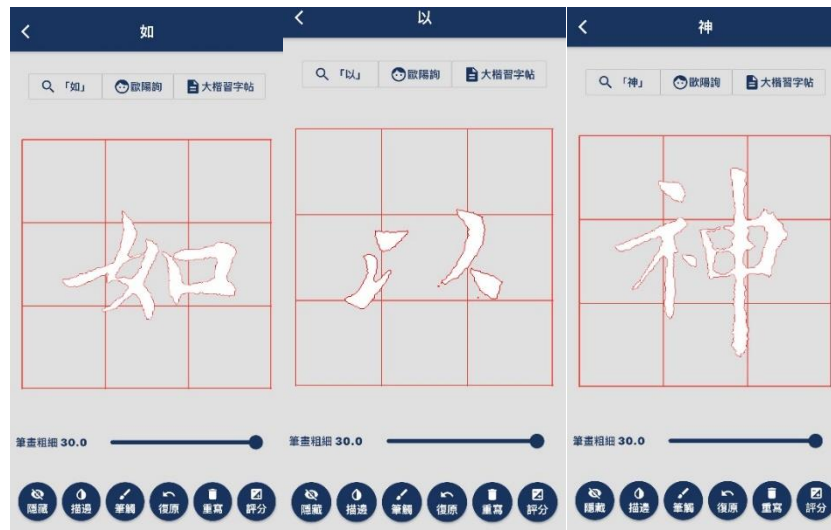 如
「如」 歐陽詢 大楷習字帖
如
筆畫粗細 30.0
隱藏 描邊 筆觸 復原 重寫 評分
以
「以」 歐陽詢 大楷習字帖
以
筆畫粗細 30.0
隱藏 描邊 筆觸 復原 重寫 評分
神
「神」 歐陽詢 大楷習字帖
神
筆畫粗細 30.0
隱藏 描邊 筆觸 復原 重寫 評分